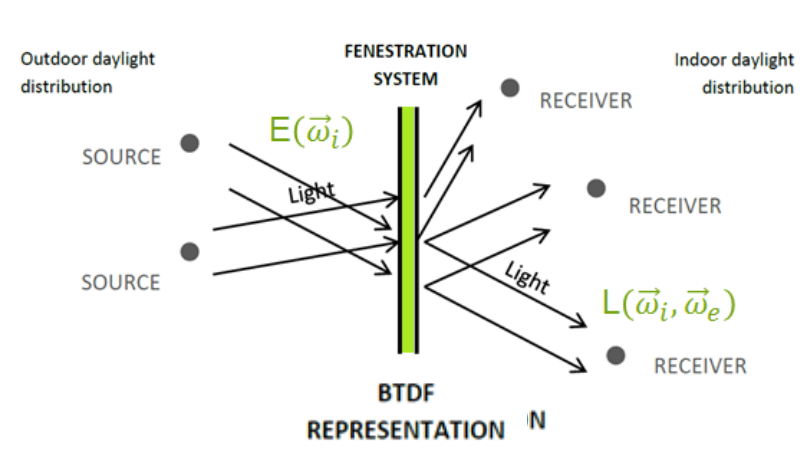 Outdoor daylight
distribution
FENESTRATION
SYSTEM
Indoor daylight
distribution
RECEIVER
E(ω⃗ᵢ)
SOURCE
Light
RECEIVER
SOURCE
Light
L(ω⃗ᵢ, ω⃗ₑ)
RECEIVER
BTDF
REPRESENTATION N